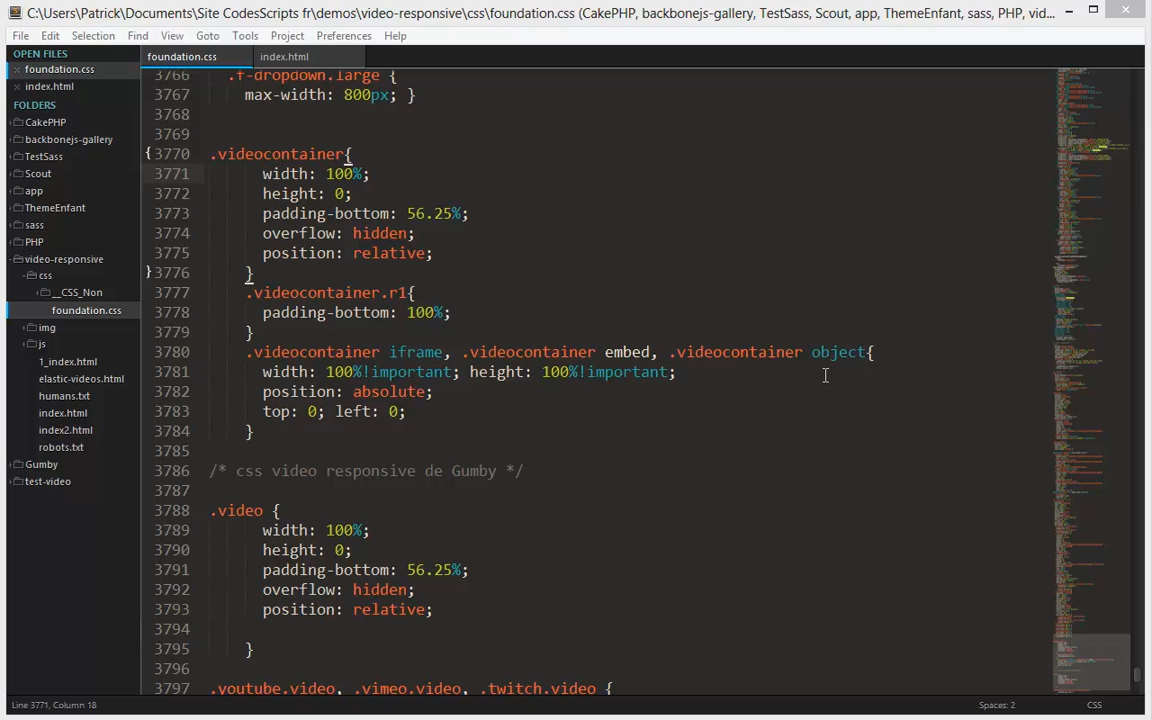 C:\Users\Patrick\Documents\Site CodesScripts fr\demos\video-responsive\css\foundation.css (CakePHP, backbonejs-gallery, TestSass, Scout, app, ThemeEnfant, sass, PHP, vid...
File Edit Selection Find View Goto Tools Project Preferences Help
OPEN FILES
foundation.css
index.html
FOLDERS
CakePHP
backbonejs-gallery
TestSass
Scout
app
ThemeEnfant
sass
PHP
video-responsive
css
__CSS_Non
foundation.css
img
js
1_index.html
elastic-videos.html
humans.txt
index.html
index2.html
robots.txt
Gumby
test-video
foundation.css index.html
3766 .f-dropdown.large {
3767 max-width: 800px; }
3768
3769
3770 .videocontainer{
3771 width: 100%;
3772 height: 0;
3773 padding-bottom: 56.25%;
3774 overflow: hidden;
3775 position: relative;
3776 }
3777 .videocontainer.r1{
3778 padding-bottom: 100%;
3779 }
3780 .videocontainer iframe, .videocontainer embed, .videocontainer object{
3781 width: 100%!important; height: 100%!important;
3782 position: absolute;
3783 top: 0; left: 0;
3784 }
3785
3786 /* css video responsive de Gumby */
3787
3788 .video {
3789 width: 100%;
3790 height: 0;
3791 padding-bottom: 56.25%;
3792 overflow: hidden;
3793 position: relative;
3794
3795 }
3796
3797 .youtube.video, .vimeo.video, .twitch.video {
Line 3771, Column 18 Spaces: 2 CSS